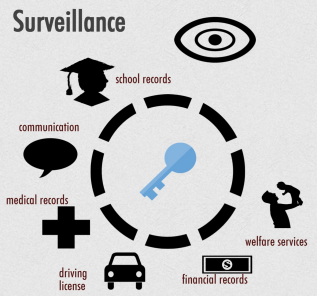 Surveillance
school records
communication
medical records
welfare services
driving
license
financial records
$